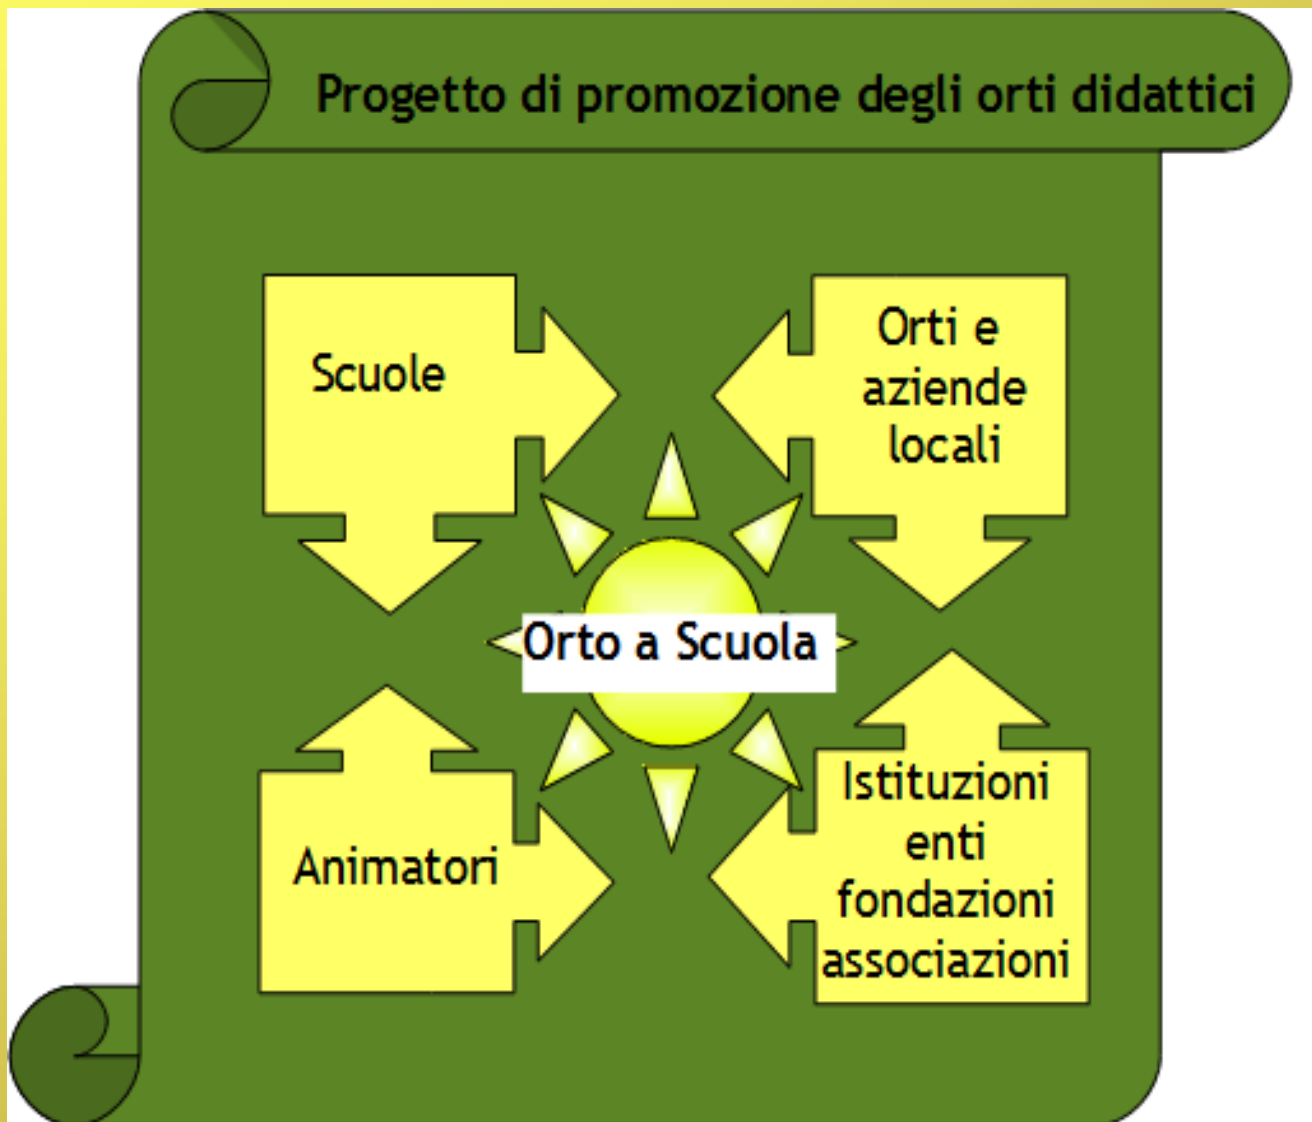 Progetto di promozione degli orti didattici
Scuole
Orti e
aziende
locali
Orto a Scuola
Animatori
Istituzioni
enti
fondazioni
associazioni